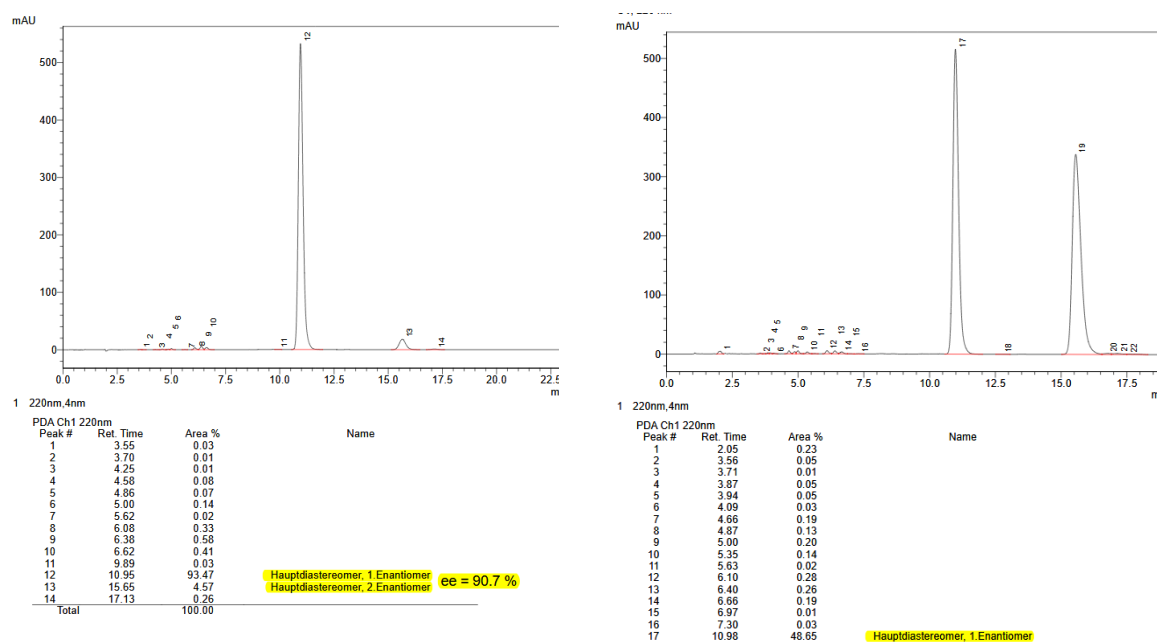 mAU
12
500
400
300
200
100
0
1 2 3 4 5 6 7 8 9 10 11 13 14
0.0 2.5 5.0 7.5 10.0 12.5 15.0 17.5 20.0 22.5
m
1 220nm,4nm
PDA Ch1 220nm
Peak # Ret. Time Area % Name
1 3.55 0.03
2 3.70 0.01
3 4.25 0.01
4 4.58 0.08
5 4.86 0.07
6 5.00 0.14
7 5.62 0.02
8 6.08 0.33
9 6.38 0.58
10 6.62 0.41
11 9.89 0.03
12 10.95 93.47 Hauptdiastereomer, 1.Enantiomer
13 15.65 4.57 Hauptdiastereomer, 2.Enantiomer
ee = 90.7 %
14 17.13 0.26
Total 100.00
mAU
17
500
400
300
19
200
100
0
1 2 3 4 5 6 7 8 9 10 11 12 13 14 15 16 18 20 21 22
0.0 2.5 5.0 7.5 10.0 12.5 15.0 17.5
m
1 220nm,4nm
PDA Ch1 220nm
Peak # Ret. Time Area % Name
1 2.05 0.23
2 3.56 0.05
3 3.71 0.01
4 3.87 0.05
5 3.94 0.05
6 4.09 0.03
7 4.66 0.19
8 4.87 0.13
9 5.00 0.20
10 5.35 0.14
11 5.63 0.02
12 6.10 0.28
13 6.40 0.26
14 6.66 0.19
15 6.97 0.01
16 7.30 0.03
17 10.98 48.65 Hauptdiastereomer, 1.Enantiomer